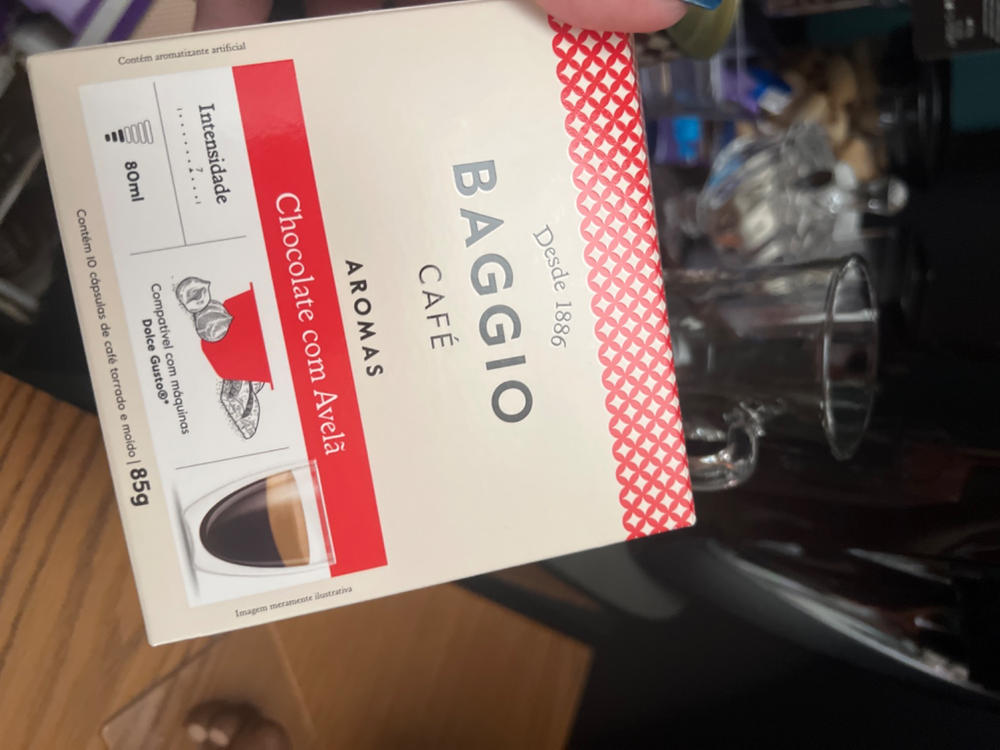 Desde 1886
BAGGIO
CAFÉ
AROMAS
Chocolate com Avelã
Contém aromatizante artificial
Intensidade
7
80ml
Compatível com máquinas
Dolce Gusto®*
Contém 10 cápsulas de café torrado e moído | 85g
Imagem meramente ilustrativa